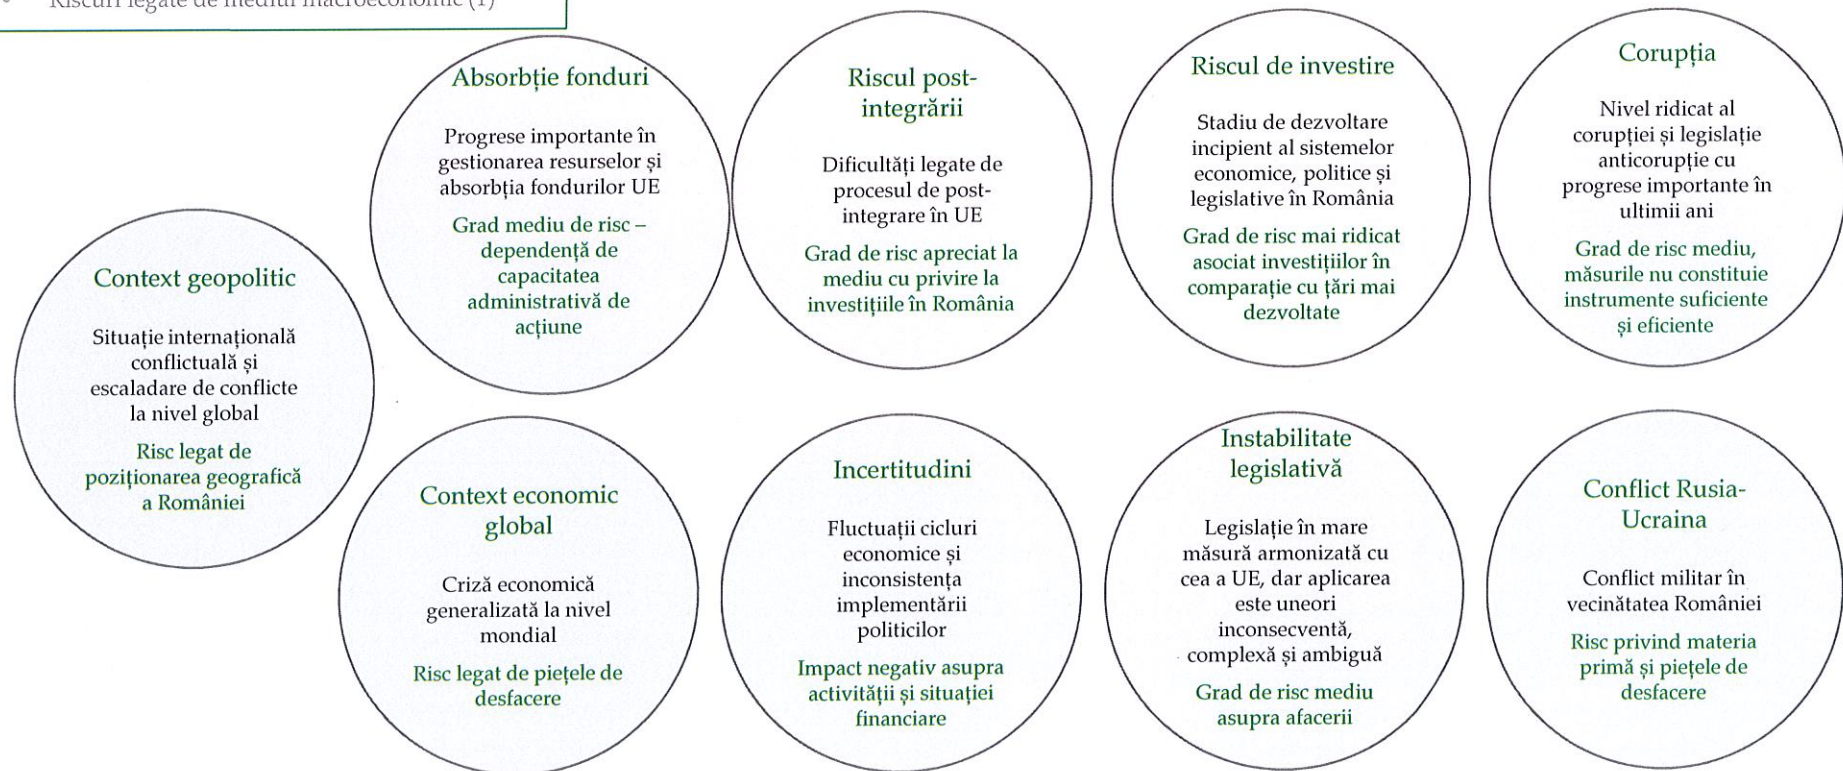 Riscuri legate de mediul macroeconomic (1)
Context geopolitic
Situație internațională
conflictuală și
escaladare de conflicte
la nivel global
Risc legat de
poziționarea geografică
a României
Absorbție fonduri
Progrese importante în
gestionarea resurselor și
absorbția fondurilor UE
Grad mediu de risc –
dependență de
capacitatea
administrativă de
acțiune
Riscul post-
integrării
Dificultăți legate de
procesul de post-
integrare în UE
Grad de risc apreciat la
mediu cu privire la
investițiile în România
Riscul de investire
Stadiu de dezvoltare
incipient al sistemelor
economice, politice și
legislative în România
Grad de risc mai ridicat
asociat investițiilor în
comparație cu țări mai
dezvoltate
Corupția
Nivel ridicat al
corupției și legislație
anticorupție cu
progrese importante în
ultimii ani
Grad de risc mediu,
măsurile nu constituie
instrumente suficiente
și eficiente
Context economic
global
Criză economică
generalizată la nivel
mondial
Risc legat de piețele de
desfacere
Incertitudini
Fluctuații cicluri
economice și
inconsistența
implementării
politicilor
Impact negativ asupra
activității și situației
financiare
Instabilitate
legislativă
Legislație în mare
măsură armonizată cu
cea a UE, dar aplicarea
este uneori
inconsecventă,
complexă și ambiguă
Grad de risc mediu
asupra afacerii
Conflict Rusia-
Ucraina
Conflict militar în
vecinătatea României
Risc privind materia
primă și piețele de
desfacere